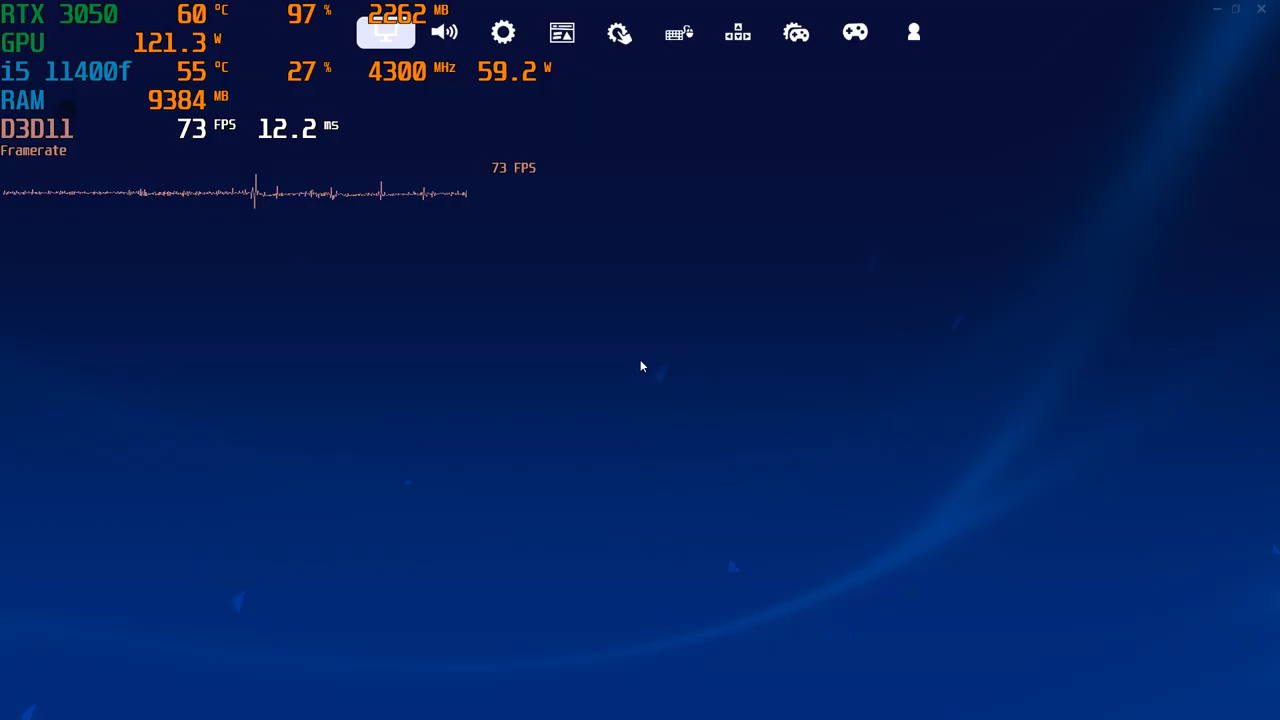 RTX 3050 60 °C 97 % 2262 MB
GPU 121.3 W
i5 11400f 55 °C 27 % 4300 MHz 59.2 W
RAM 9384 MB
D3D11 73 FPS 12.2 ms
Framerate
73 FPS